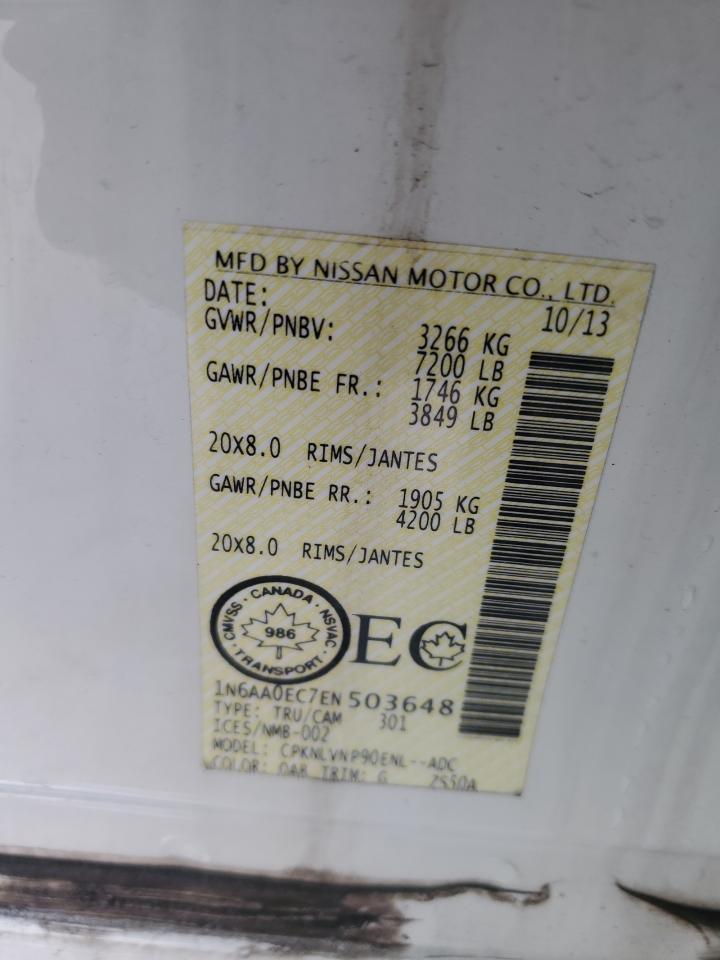 MFD BY NISSAN MOTOR CO., LTD.
DATE: 10/13
GVWR/PNBV: 3266 KG
7200 LB
GAWR/PNBE FR.: 1746 KG
3849 LB
20X8.0 RIMS/JANTES
GAWR/PNBE RR.: 1905 KG
4200 LB
20X8.0 RIMS/JANTES
CMVSS · CANADA · NSVAC
986
· TRANSPORT ·
EC
1N6AA0EC7EN503648
TYPE: TRU/CAM 301
ICES/NMB-002
MODEL: CPKNLVNP90ENL--ADC
COLOR: QAB TRIM: G